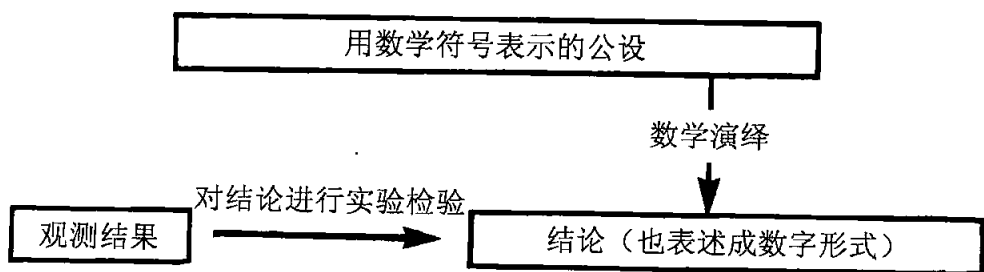 用数学符号表示的公设
数学演绎
对结论进行实验检验
观测结果
结论（也表述成数字形式）